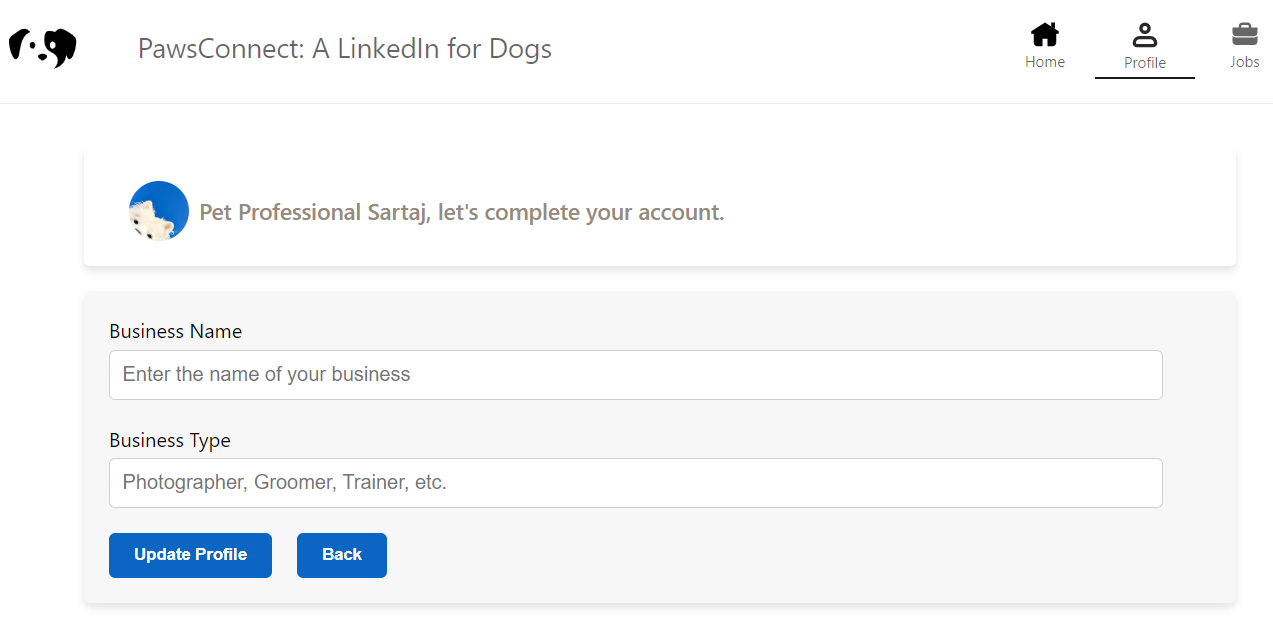 PawsConnect: A LinkedIn for Dogs
Home
Profile
Jobs
Pet Professional Sartaj, let's complete your account.
Business Name
Enter the name of your business
Business Type
Photographer, Groomer, Trainer, etc.
Update Profile
Back